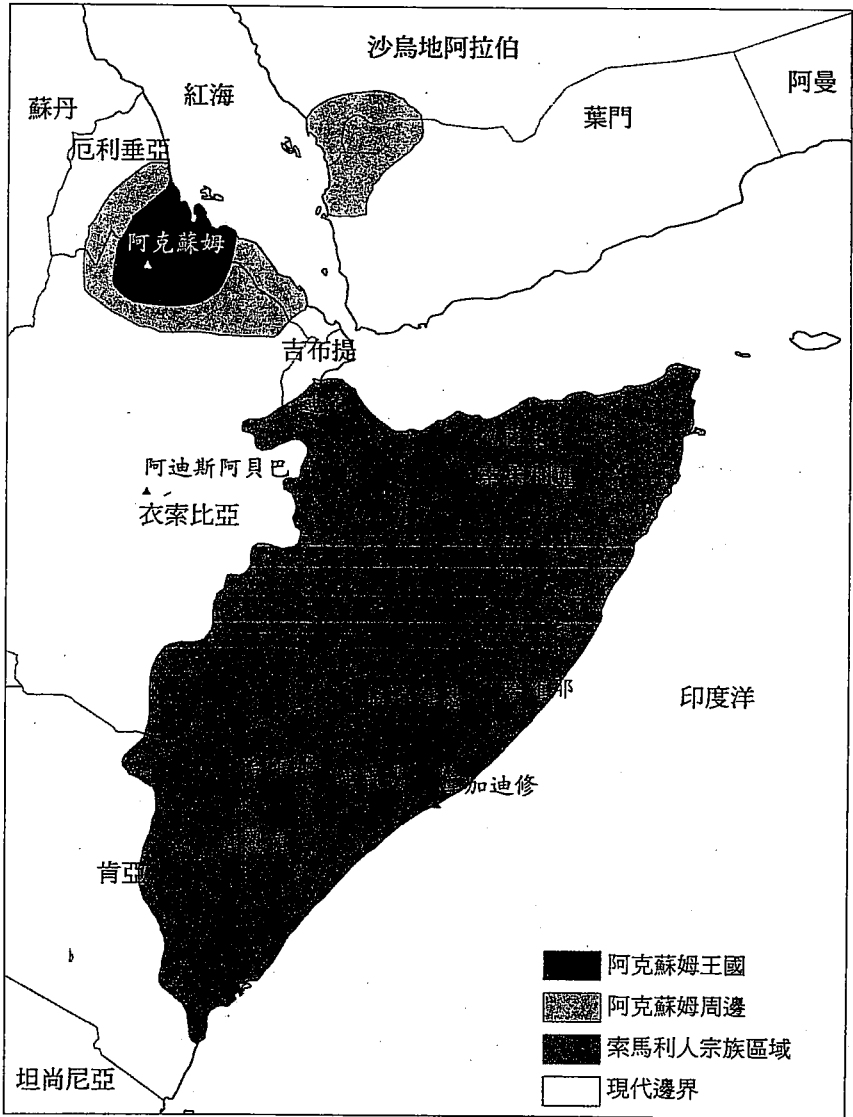 沙烏地阿拉伯
阿曼
蘇丹
紅海
葉門
厄利垂亞
阿克蘇姆
吉布提
阿迪斯阿貝巴
衣索比亞
耶
印度洋
加迪修
肯亞
阿克蘇姆王國
阿克蘇姆周邊
索馬利人宗族區域
坦尚尼亞
現代邊界